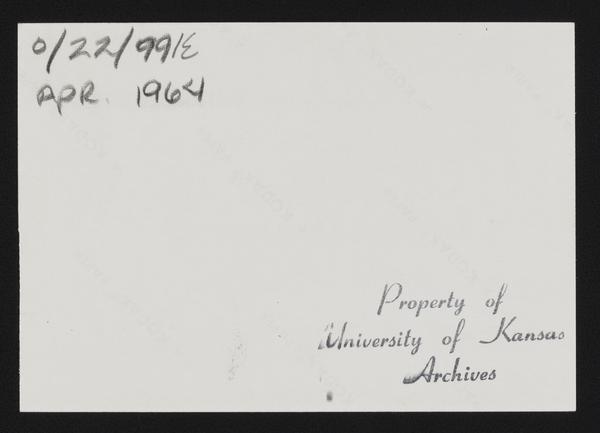 0/22/99/E
APR. 1964
Property of
University of Kansas
Archives